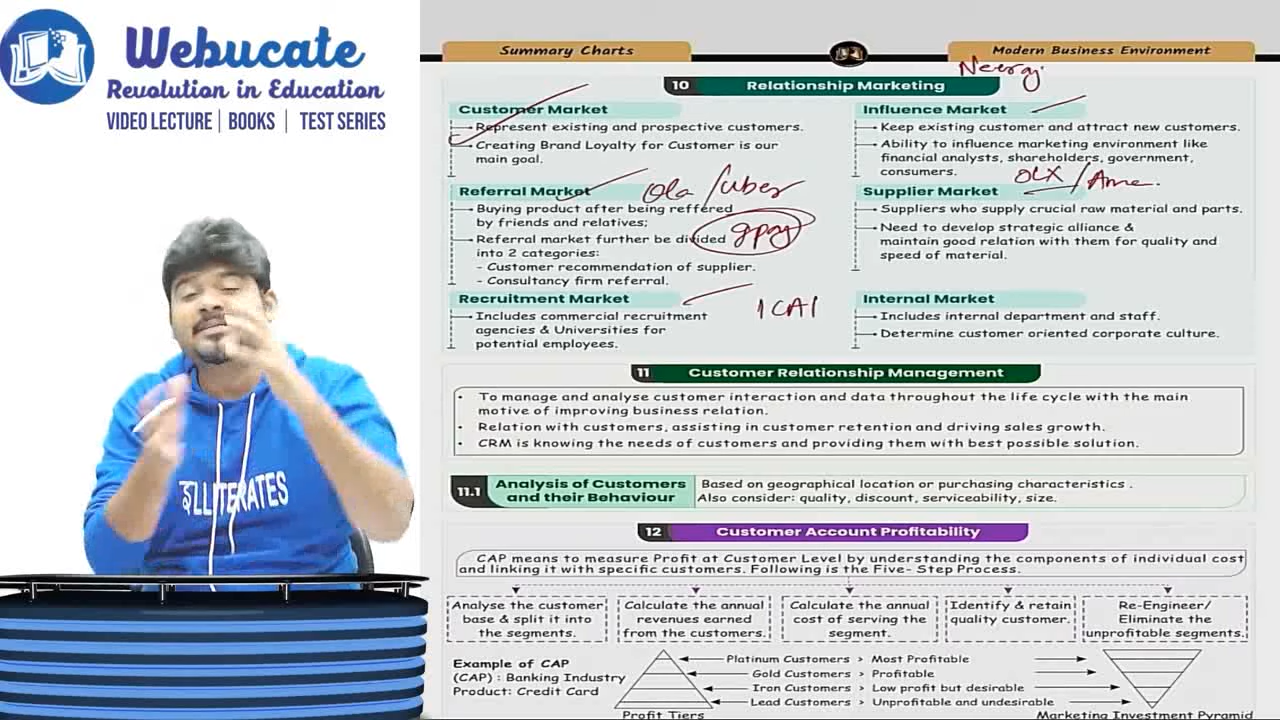 Webucate
Revolution in Education
VIDEO LECTURE | BOOKS | TEST SERIES
ILLITERATES
Summary Charts
Modern Business Environment
Neeraj
10 Relationship Marketing
Customer Market
Represent existing and prospective customers.
Creating Brand Loyalty for Customer is our
main goal.
Influence Market
Keep existing customer and attract new customers.
Ability to influence marketing environment like
financial analysts, shareholders, government,
consumers.
Referral Market
Ola / Uber
Buying product after being reffered
by friends and relatives;
Referral market further be divided
into 2 categories:
- Customer recommendation of supplier.
- Consultancy firm referral.
gpay
OLX /
Supplier Market
Suppliers who supply crucial raw material and parts.
Need to develop strategic alliance &
maintain good relation with them for quality and
speed of material.
Recruitment Market
Includes commercial recruitment
agencies & Universities for
potential employees.
ICAI
Internal Market
Includes internal department and staff.
Determine customer oriented corporate culture.
11 Customer Relationship Management
• To manage and analyse customer interaction and data throughout the life cycle with the main
motive of improving business relation.
• Relation with customers, assisting in customer retention and driving sales growth.
• CRM is knowing the needs of customers and providing them with best possible solution.
11.1 Analysis of Customers
and their Behaviour
Based on geographical location or purchasing characteristics .
Also consider: quality, discount, serviceability, size.
12 Customer Account Profitability
CAP means to measure Profit at Customer Level by understanding the components of individual cost
and linking it with specific customers. Following is the Five- Step Process.
Analyse the customer
base & split it into
the segments.
Calculate the annual
revenues earned
from the customers.
Calculate the annual
cost of serving the
segment.
Identify & retain
quality customer.
Re-Engineer/
Eliminate the
unprofitable segments.
Example of CAP
(CAP) : Banking Industry
Product: Credit Card
Platinum Customers > Most Profitable
Gold Customers > Profitable
Iron Customers > Low profit but desirable
Lead Customers > Unprofitable and undesirable
Profit Tiers
Marketing Investment Pyramid